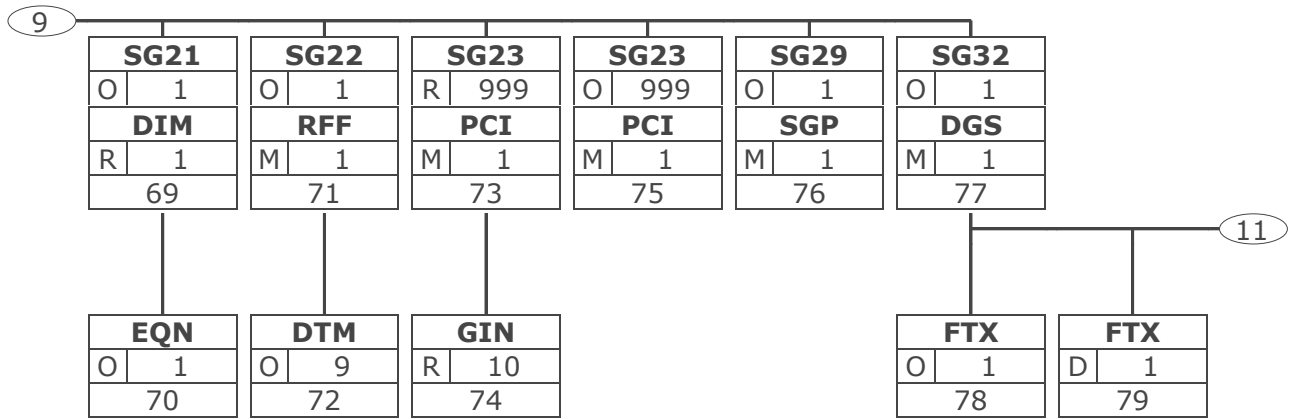 9
SG21 SG22 SG23 SG23 SG29 SG32
O 1 O 1 R 999 O 999 O 1 O 1
DIM RFF PCI PCI SGP DGS
R 1 M 1 M 1 M 1 M 1 M 1
69 71 73 75 76 77
11
EQN DTM GIN FTX FTX
O 1 O 9 R 10 O 1 D 1
70 72 74 78 79